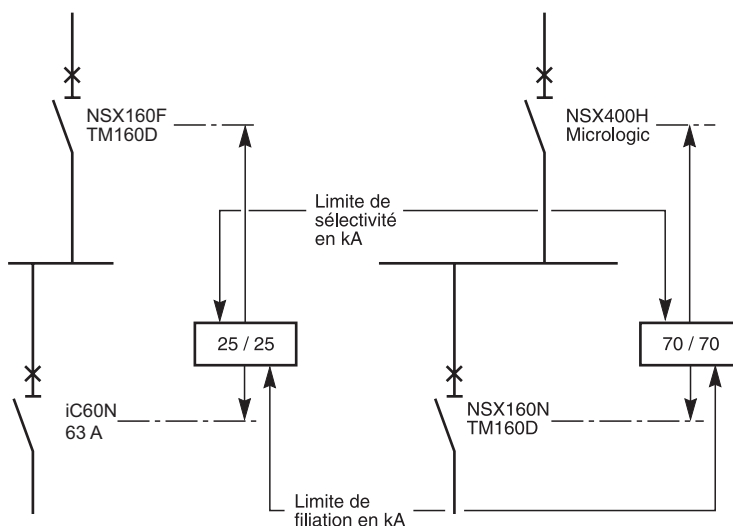 NSX160F
TM160D
NSX400H
Micrologic
Limite de
sélectivité
en kA
25 / 25
70 / 70
iC60N
63 A
NSX160N
TM160D
Limite de
filiation en kA